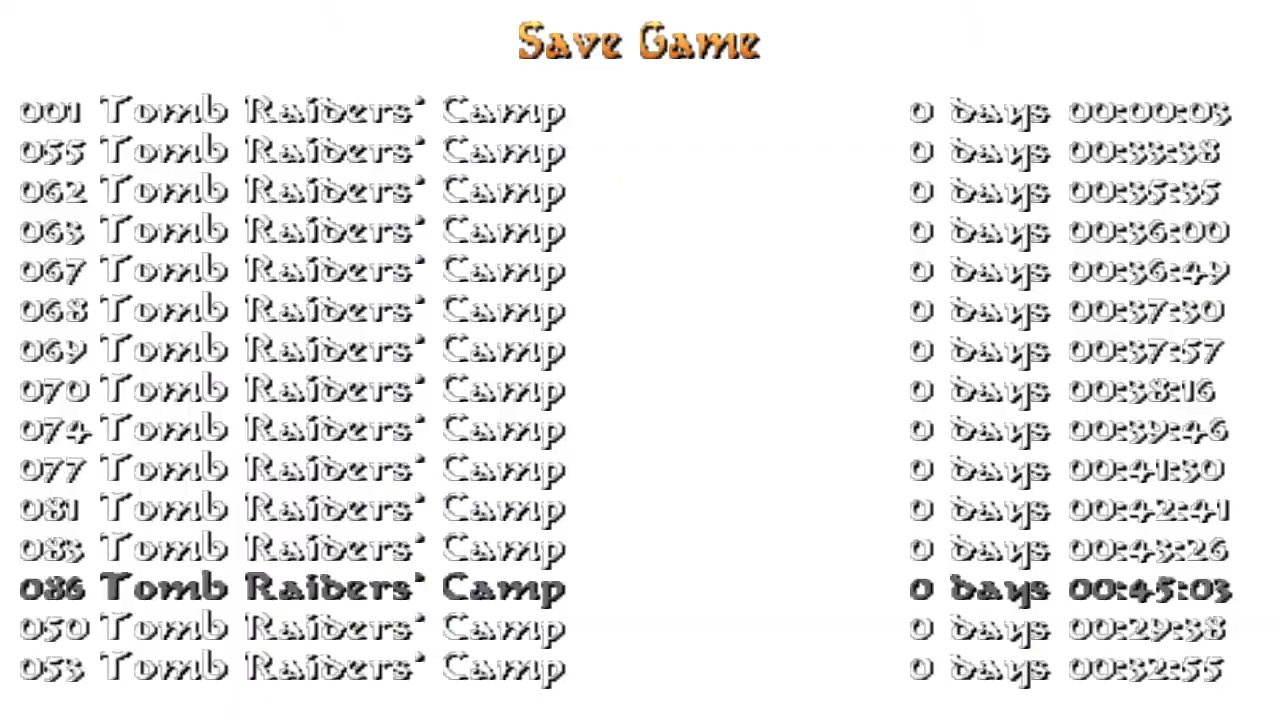 Save Game
001 Tomb Raiders' Camp 0 days 00:00:03
055 Tomb Raiders' Camp 0 days 00:33:38
062 Tomb Raiders' Camp 0 days 00:35:35
063 Tomb Raiders' Camp 0 days 00:36:00
067 Tomb Raiders' Camp 0 days 00:36:49
068 Tomb Raiders' Camp 0 days 00:37:30
069 Tomb Raiders' Camp 0 days 00:37:57
070 Tomb Raiders' Camp 0 days 00:38:16
074 Tomb Raiders' Camp 0 days 00:39:46
077 Tomb Raiders' Camp 0 days 00:41:30
081 Tomb Raiders' Camp 0 days 00:42:41
083 Tomb Raiders' Camp 0 days 00:43:26
086 Tomb Raiders' Camp 0 days 00:45:03
050 Tomb Raiders' Camp 0 days 00:29:38
053 Tomb Raiders' Camp 0 days 00:32:55